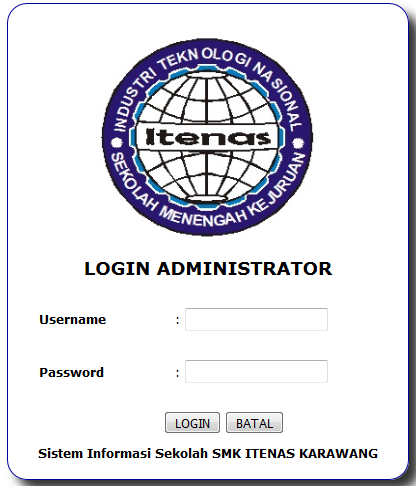 INDUSTRI TEKNOLOGI NASIONAL
Itenas
SEKOLAH MENENGAH KEJURUAN
LOGIN ADMINISTRATOR
Username :
Password :
LOGIN BATAL
Sistem Informasi Sekolah SMK ITENAS KARAWANG